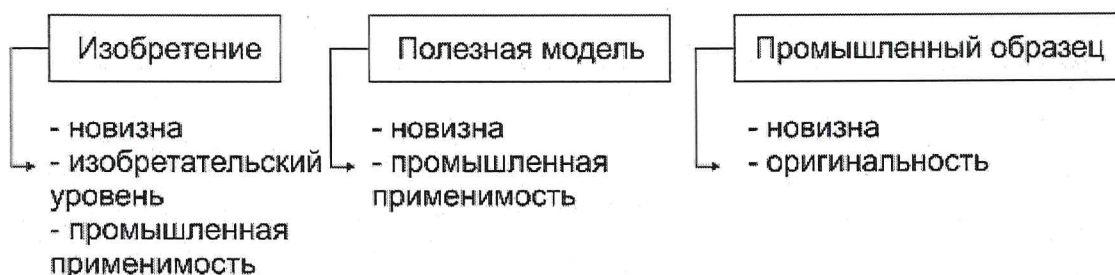 Изобретение
- новизна
- изобретательский
уровень
- промышленная
применимость
Полезная модель
- новизна
- промышленная
применимость
Промышленный образец
- новизна
- оригинальность